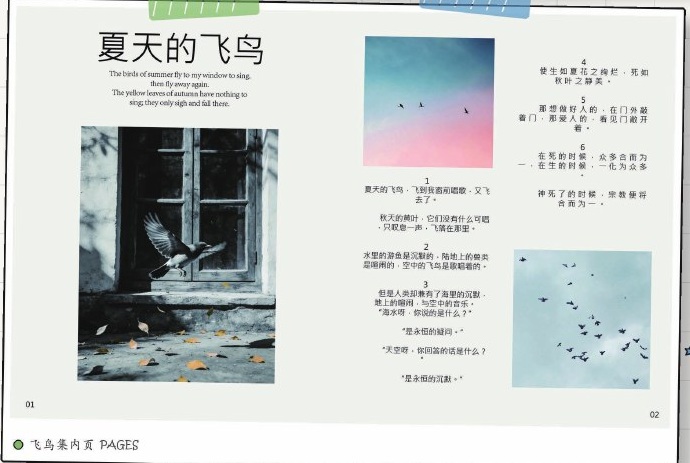 夏天的飞鸟
The birds of summer fly to my window to sing,
then fly away again.
The yellow leaves of autumn have nothing to
sing; they only sigh and fall there.
1
夏天的飞鸟，飞到我窗前唱歌，又飞
去了。
秋天的黄叶，它们没有什么可唱
，只叹息一声，飞落在那里。
2
水里的游鱼是沉默的，陆地上的兽类
是喧闹的，空中的飞鸟是歌唱着的。
3
但是人类却兼有了海里的沉默，
地上的喧闹，与空中的音乐。
“海水呀，你说的是什么？”
“是永恒的疑问。”
“天空呀，你回答的话是什么？
”
“是永恒的沉默。”
01
4
使生如夏花之绚烂，死如
秋叶之静美。
5
那想做好人的，在门外敲
着门，那爱人的，看见门敞开
着。
6
在死的时候，众多合而为
一，在生的时候，一化为众多
。
神死了的时候，宗教便将
合而为一。
02
飞鸟集内页 PAGES